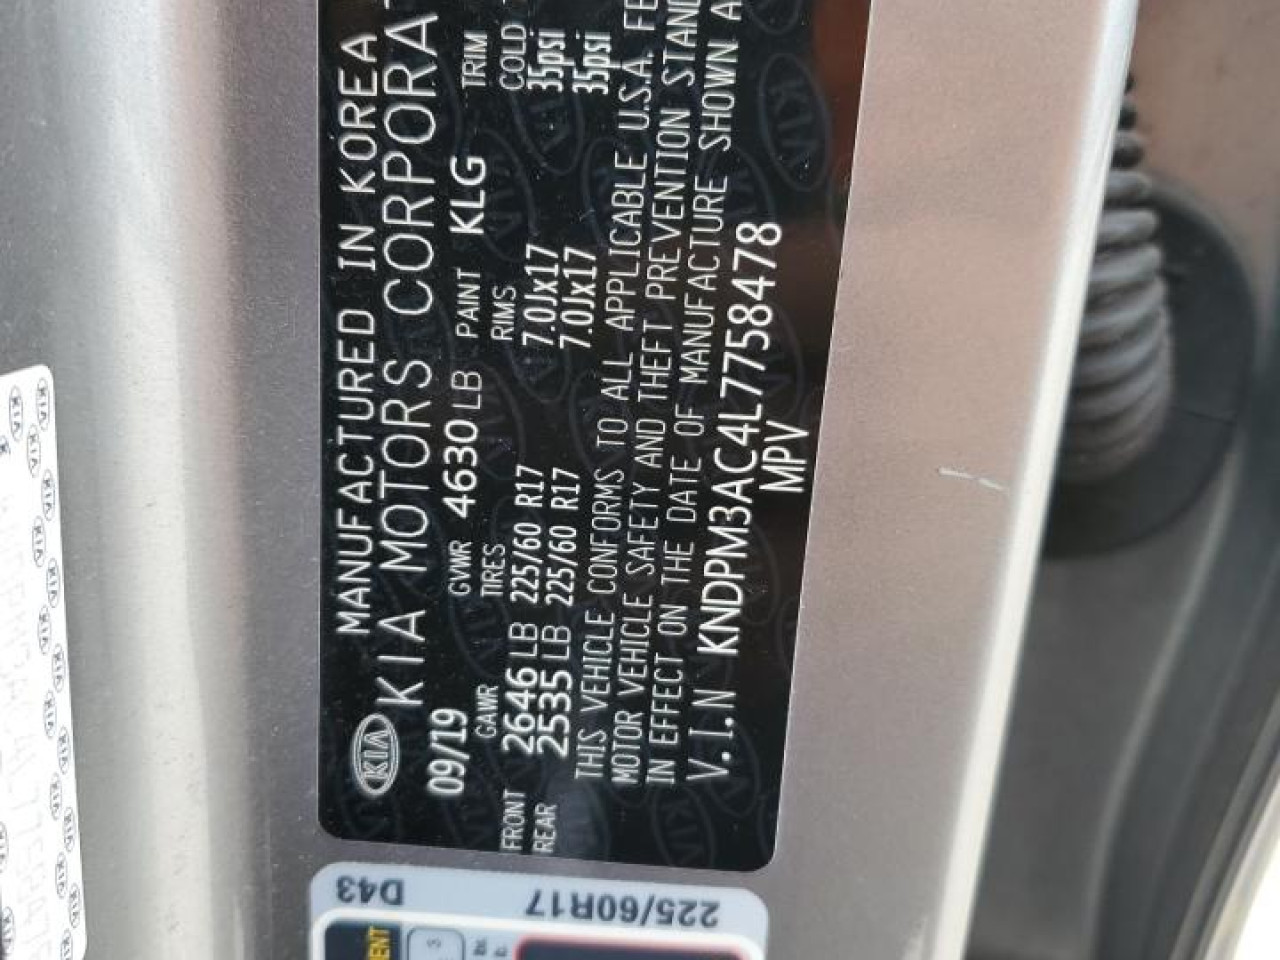 MANUFACTURED IN KOREA
KIA KIA MOTORS CORPORAT
09/19 GVWR 4630 LB PAINT KLG TRIM
GAWR TIRES RIMS COLD
FRONT 2646 LB 225/60 R17 7.0Jx17 35psi
REAR 2535 LB 225/60 R17 7.0Jx17 35psi
THIS VEHICLE CONFORMS TO ALL APPLICABLE U.S.A. FE
MOTOR VEHICLE SAFETY AND THEFT PREVENTION STAND
IN EFFECT ON THE DATE OF MANUFACTURE SHOWN A
V.I.N KNDPM3AC4L7758478
MPV
225/60R17 D43